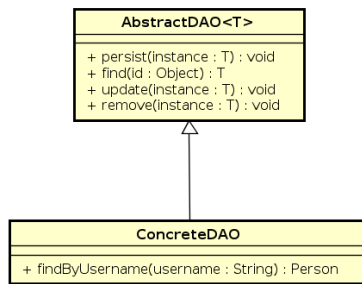 AbstractDAO<T>
+ persist(instance : T) : void
+ find(id : Object) : T
+ update(instance : T) : void
+ remove(instance : T) : void
ConcreteDAO
+ findByUsername(username : String) : Person